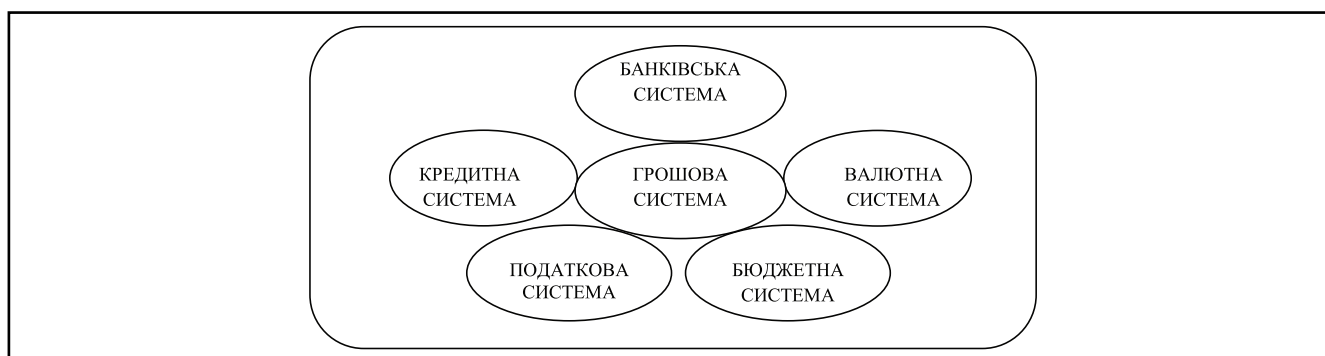 БАНКІВСЬКА
СИСТЕМА
КРЕДИТНА
СИСТЕМА
ГРОШОВА
СИСТЕМА
ВАЛЮТНА
СИСТЕМА
ПОДАТКОВА
СИСТЕМА
БЮДЖЕТНА
СИСТЕМА